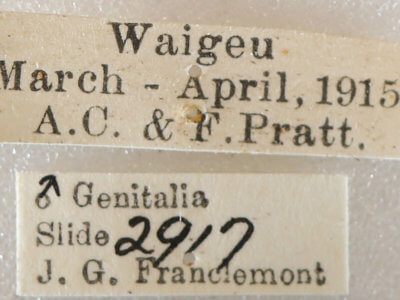 Waigeu
March - April, 1915
A.C. & F.Pratt.
♂ Genitalia
Slide 2917
J. G. Franclemont